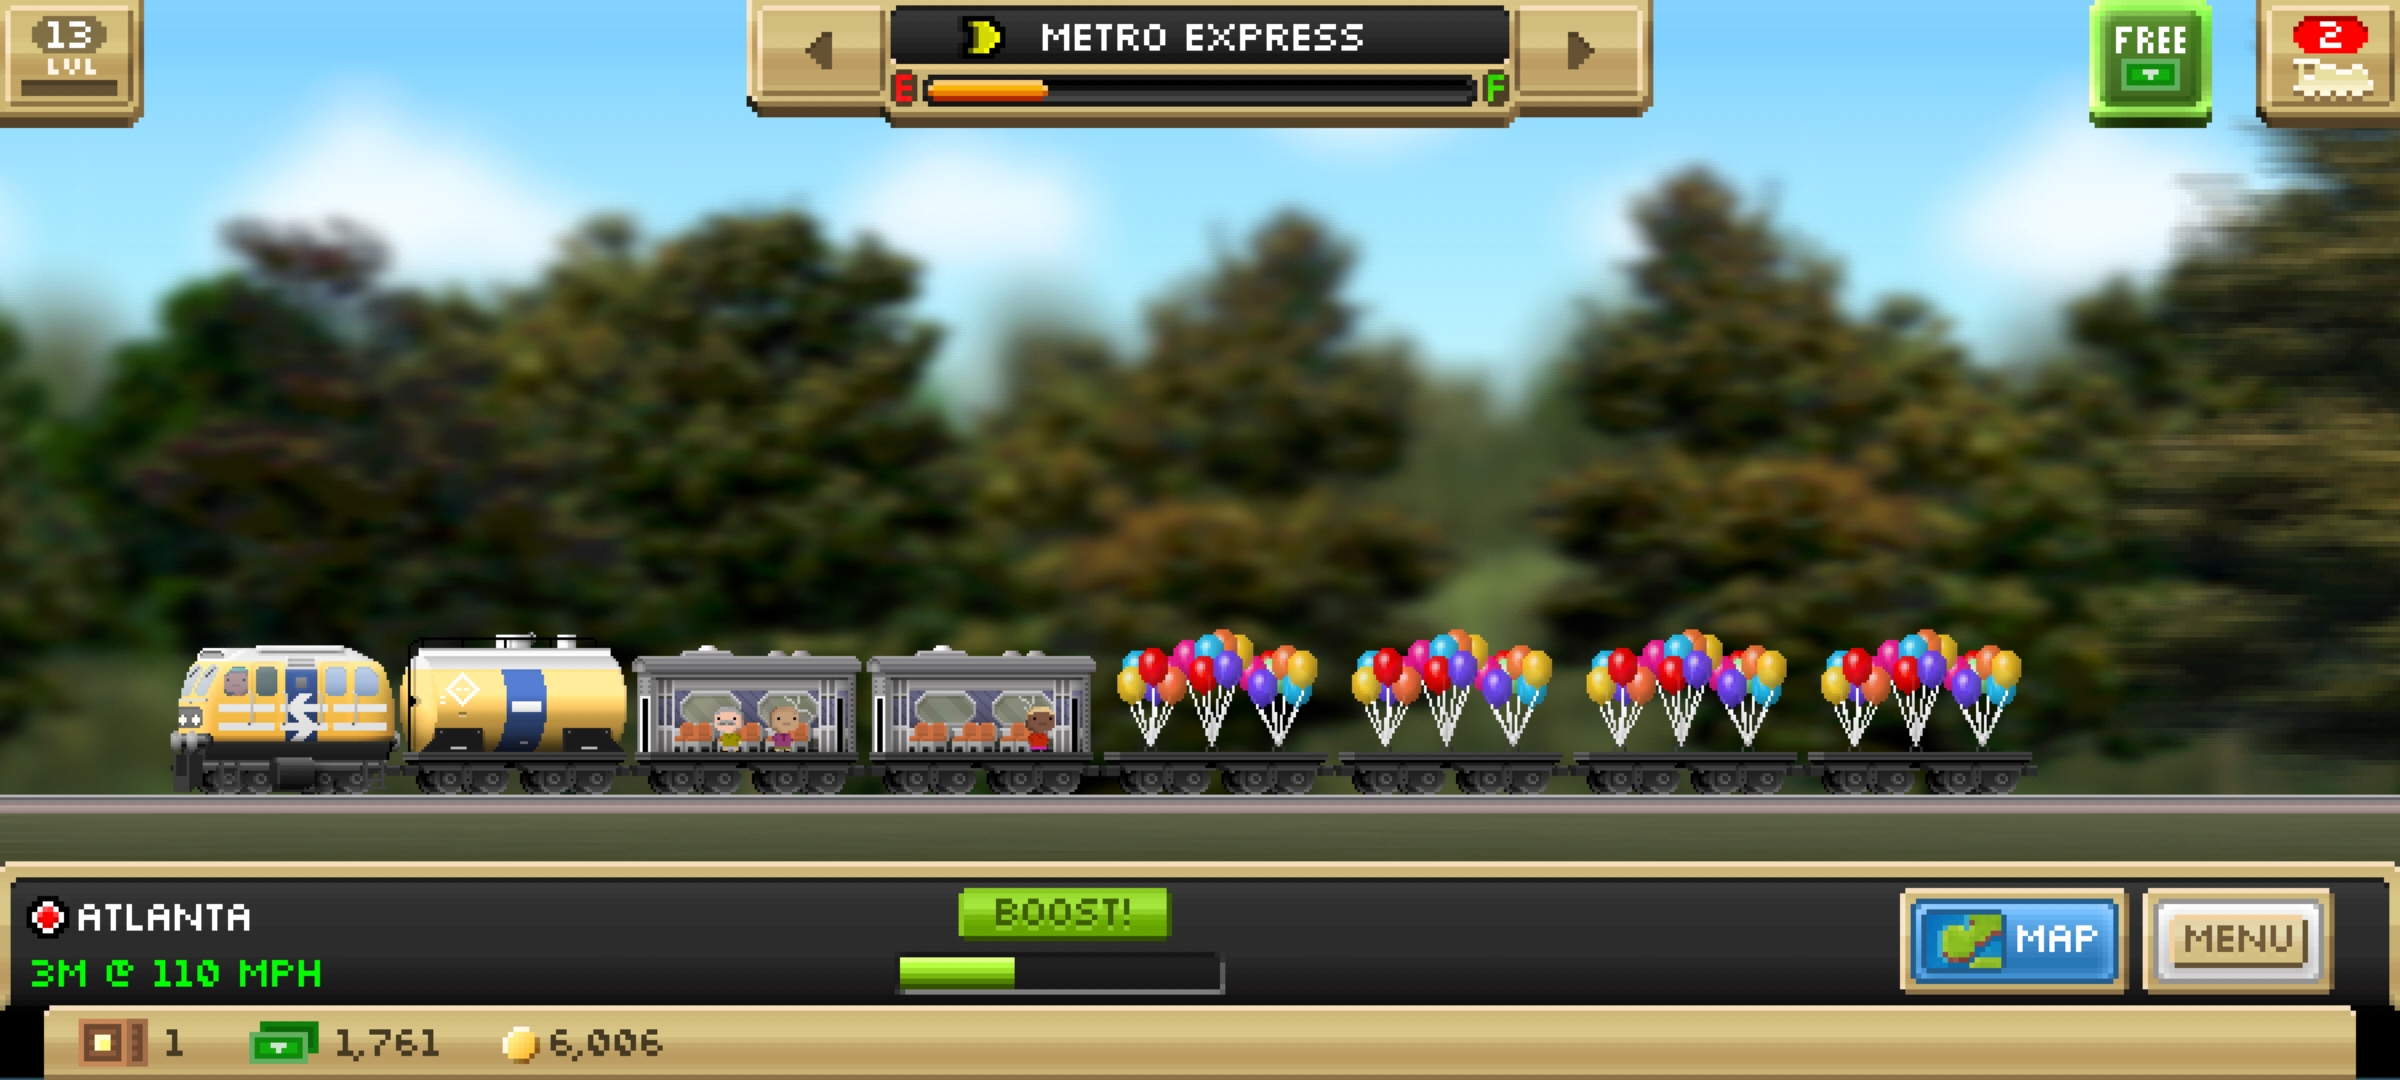 13
LVL
METRO EXPRESS
E F
FREE
2
ATLANTA
3M @ 110 MPH
BOOST!
MAP
MENU
1
1,761
6,006